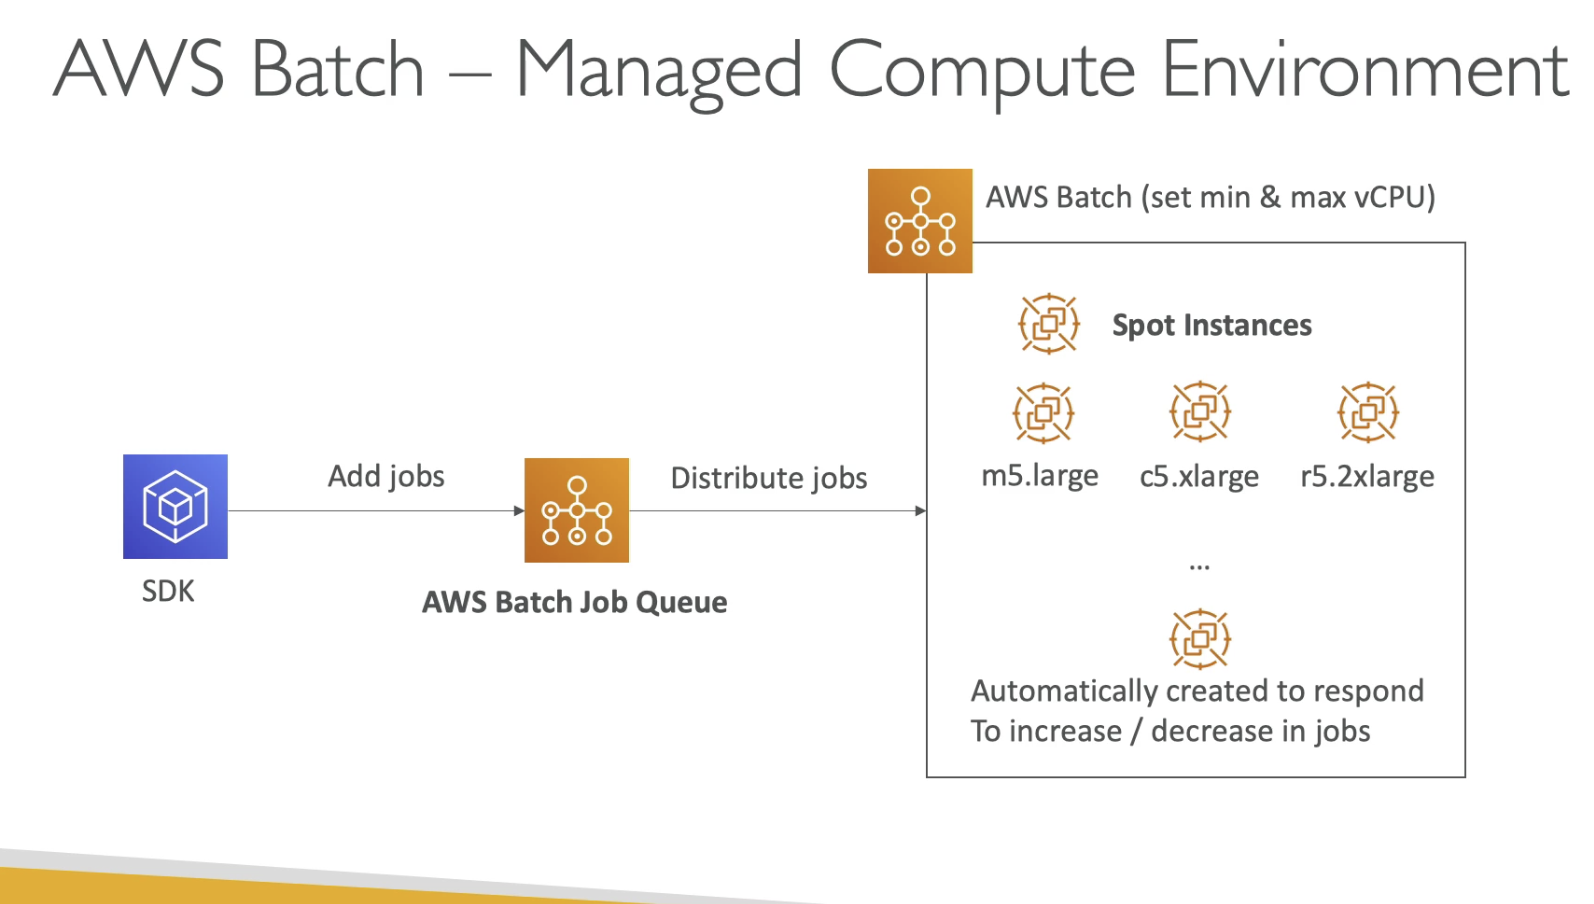 AWS Batch – Managed Compute Environment
AWS Batch (set min & max vCPU)
Spot Instances
m5.large
c5.xlarge
r5.2xlarge
...
Automatically created to respond
To increase / decrease in jobs
Add jobs
Distribute jobs
SDK
AWS Batch Job Queue